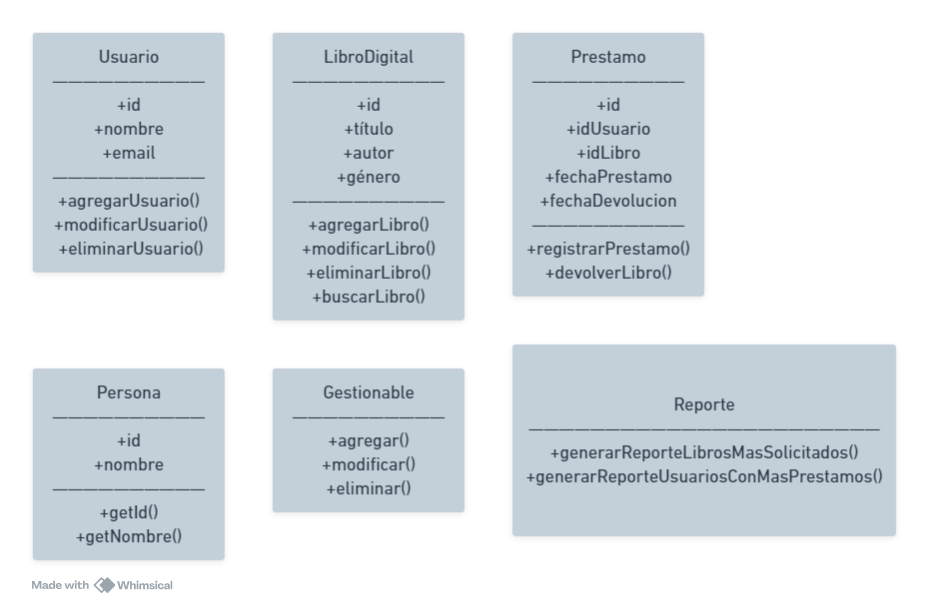 Usuario
+id
+nombre
+email
+agregarUsuario()
+modificarUsuario()
+eliminarUsuario()
LibroDigital
+id
+título
+autor
+género
+agregarLibro()
+modificarLibro()
+eliminarLibro()
+buscarLibro()
Prestamo
+id
+idUsuario
+idLibro
+fechaPrestamo
+fechaDevolucion
+registrarPrestamo()
+devolverLibro()
Persona
+id
+nombre
+getId()
+getNombre()
Gestionable
+agregar()
+modificar()
+eliminar()
Reporte
+generarReporteLibrosMasSolicitados()
+generarReporteUsuariosConMasPrestamos()
Made with Whimsical